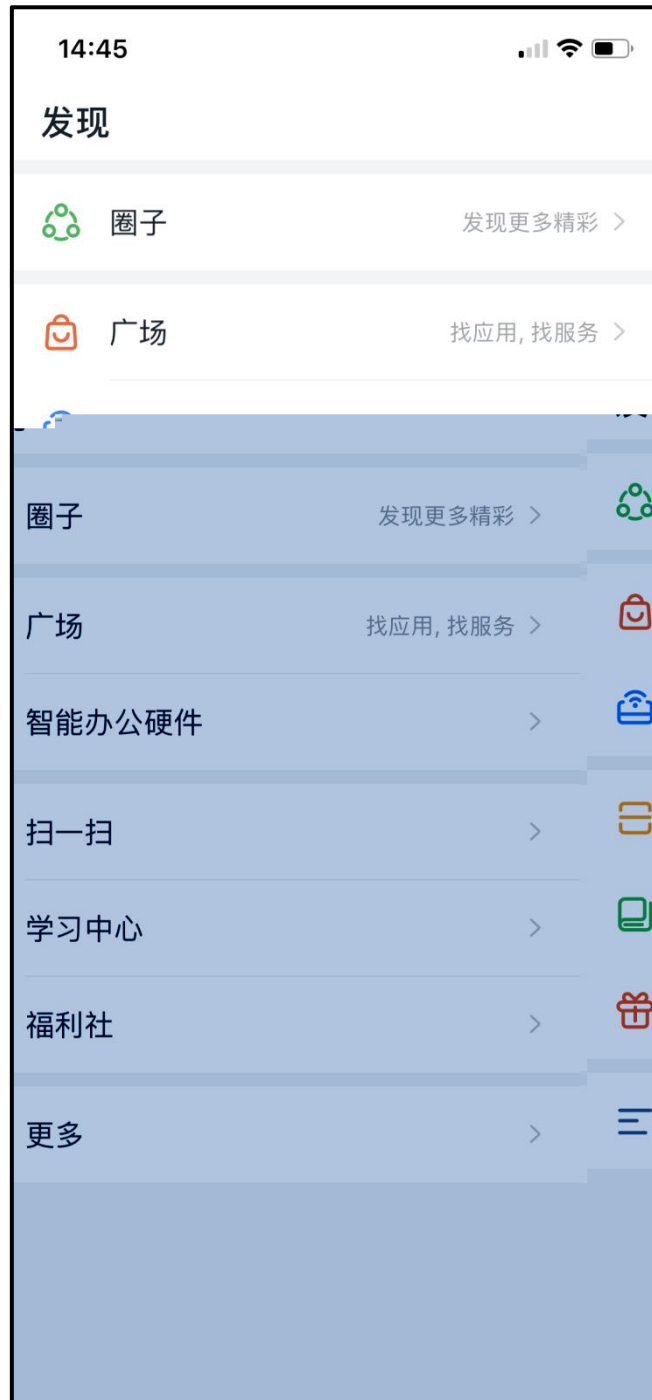 14:45
发现
圈子 发现更多精彩
广场 找应用, 找服务
圈子 发现更多精彩
广场 找应用, 找服务
智能办公硬件
扫一扫
学习中心
福利社
更多